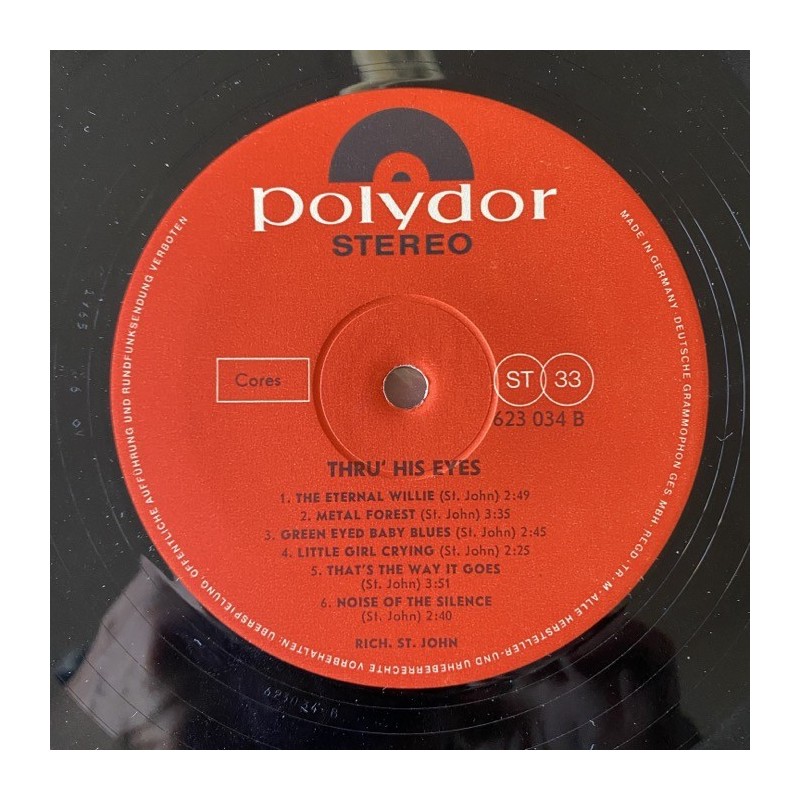 polydor
STEREO
Cores
ST 33
623 034 B
THRU' HIS EYES
1. THE ETERNAL WILLIE (St. John) 2:49
2. METAL FOREST (St. John) 3:35
3. GREEN EYED BABY BLUES (St. John) 2:45
4. LITTLE GIRL CRYING (St. John) 2:25
5. THAT'S THE WAY IT GOES
(St. John) 3:51
6. NOISE OF THE SILENCE
(St. John) 2:40
RICH. ST. JOHN
MADE IN GERMANY · DEUTSCHE GRAMMOPHON GES. MBH · REGD. TR. M · ALLE HERSTELLER- UND URHEBERRECHTE VORBEHALTEN: ÜBERSPIELUNG, ÖFFENTLICHE AUFFÜHRUNG UND RUNDFUNKSENDUNG VERBOTEN